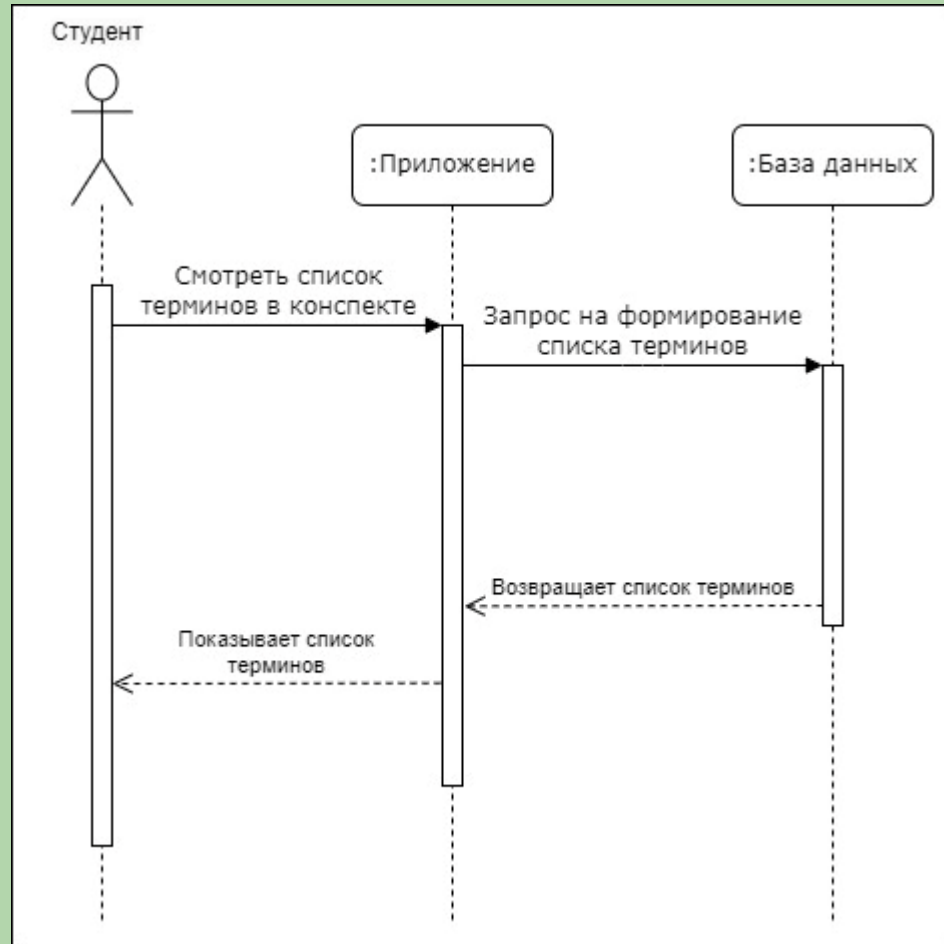 Студент
:Приложение
:База данных
Смотреть список
терминов в конспекте
Запрос на формирование
списка терминов
Возвращает список терминов
Показывает список
терминов